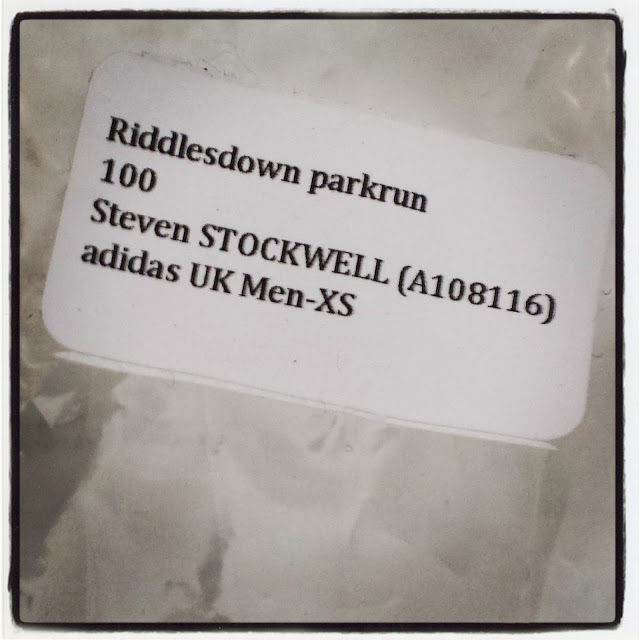 Riddlesdown parkrun
100
Steven STOCKWELL (A108116)
adidas UK Men-XS